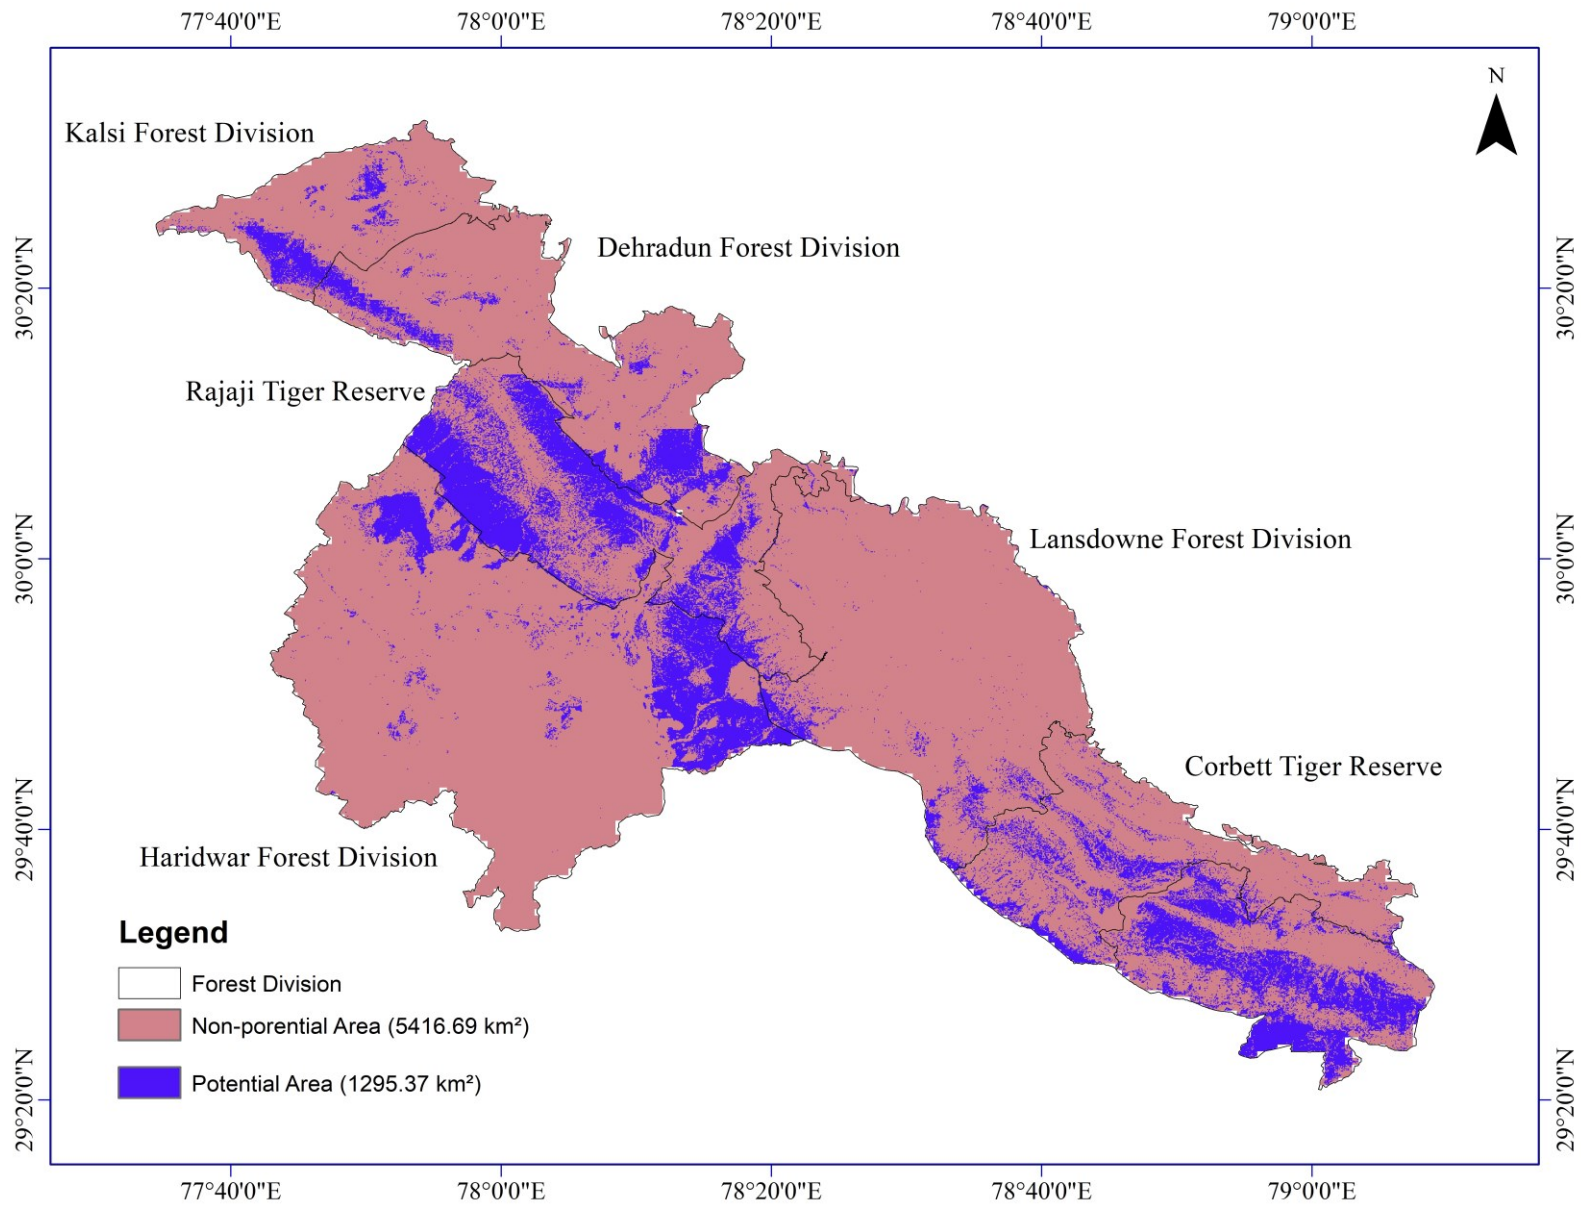 77°40'0"E 78°0'0"E 78°20'0"E 78°40'0"E 79°0'0"E
N
Kalsi Forest Division
Dehradun Forest Division
30°20'0"N 30°20'0"N
Rajaji Tiger Reserve
Lansdowne Forest Division
30°0'0"N 30°0'0"N
Corbett Tiger Reserve
29°40'0"N 29°40'0"N
Haridwar Forest Division
Legend
Forest Division
Non-porential Area (5416.69 km²)
Potential Area (1295.37 km²)
29°20'0"N 29°20'0"N
77°40'0"E 78°0'0"E 78°20'0"E 78°40'0"E 79°0'0"E